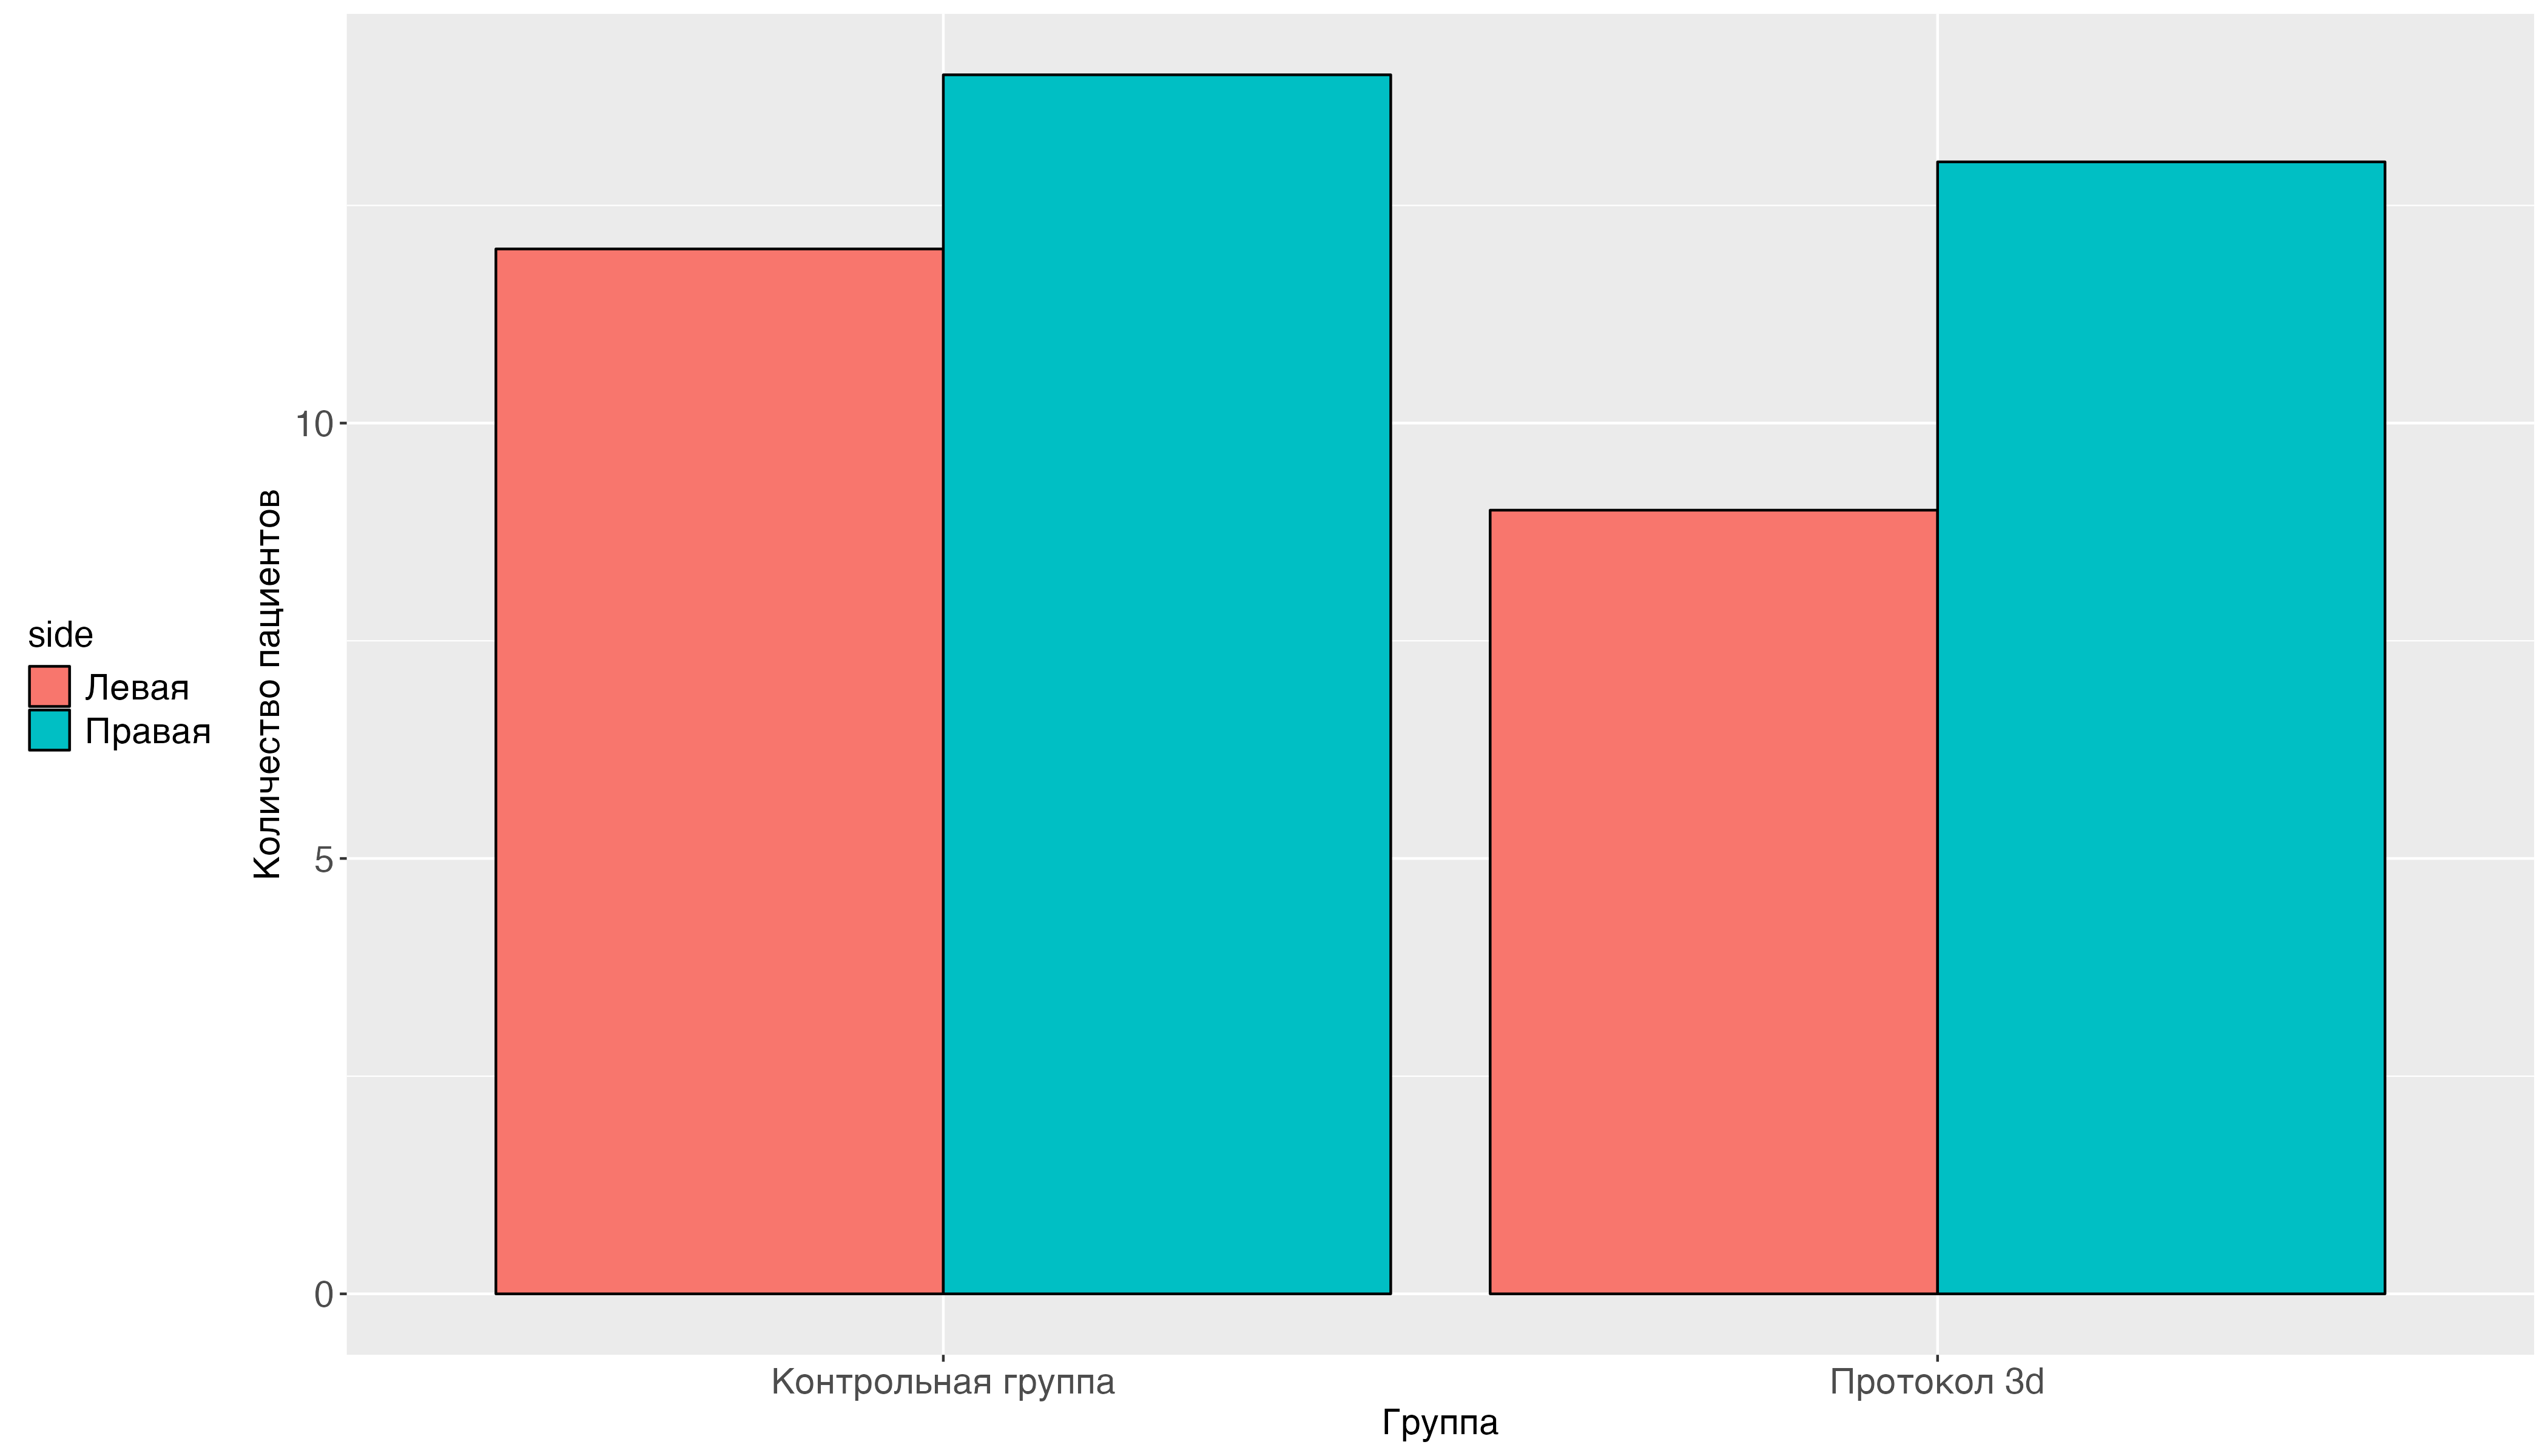 side
Левая
Правая
Количество пациентов
10
5
0
Контрольная группа
Протокол 3d
Группа